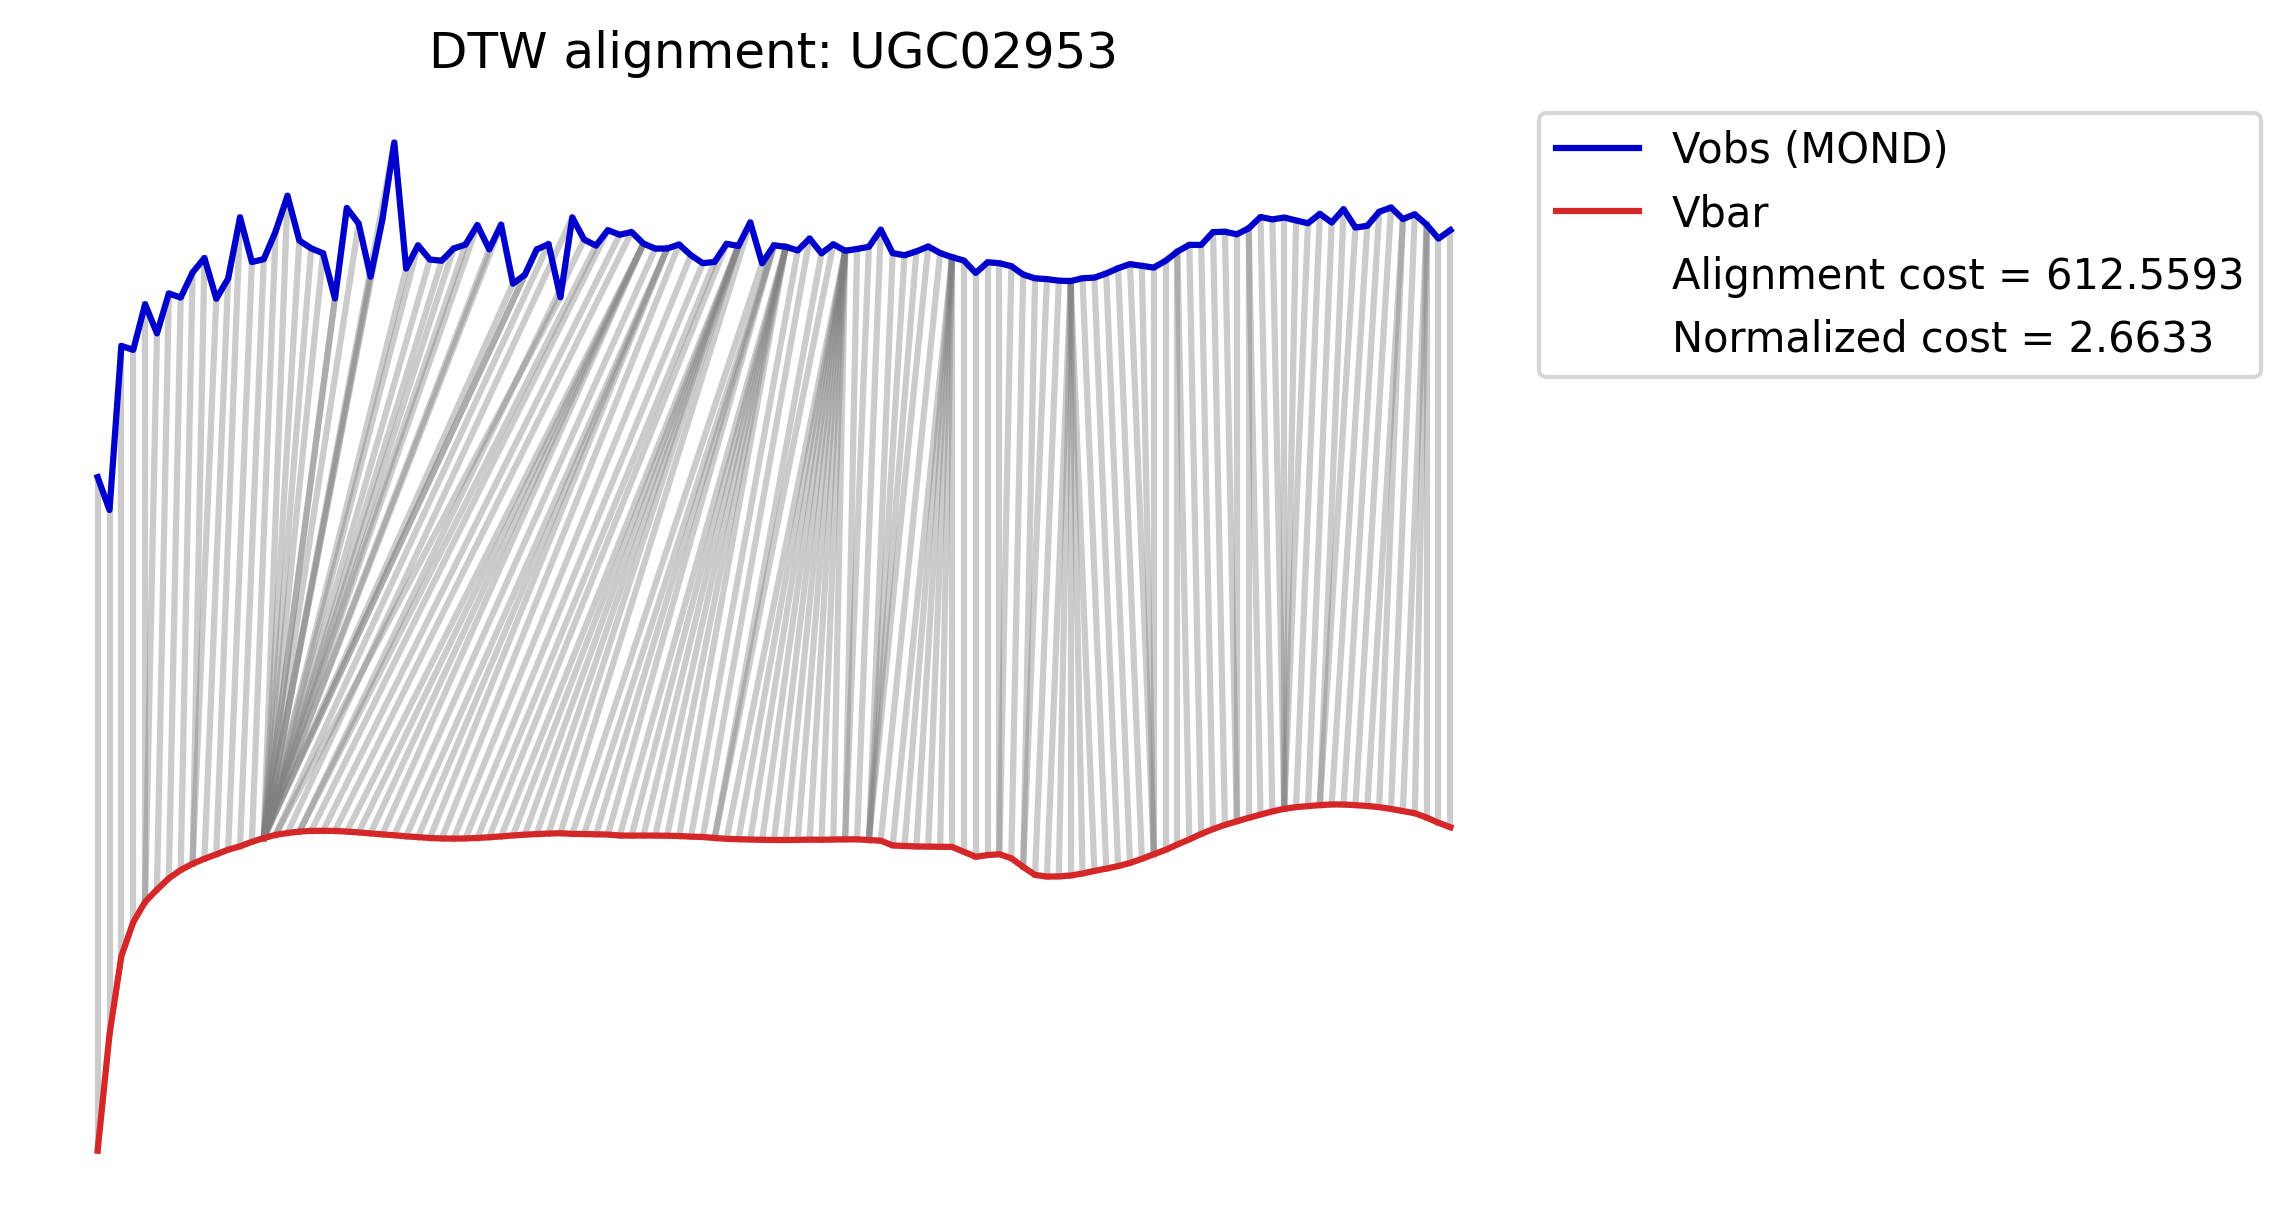 DTW alignment: UGC02953
Vobs (MOND)
Vbar
Alignment cost = 612.5593
Normalized cost = 2.6633